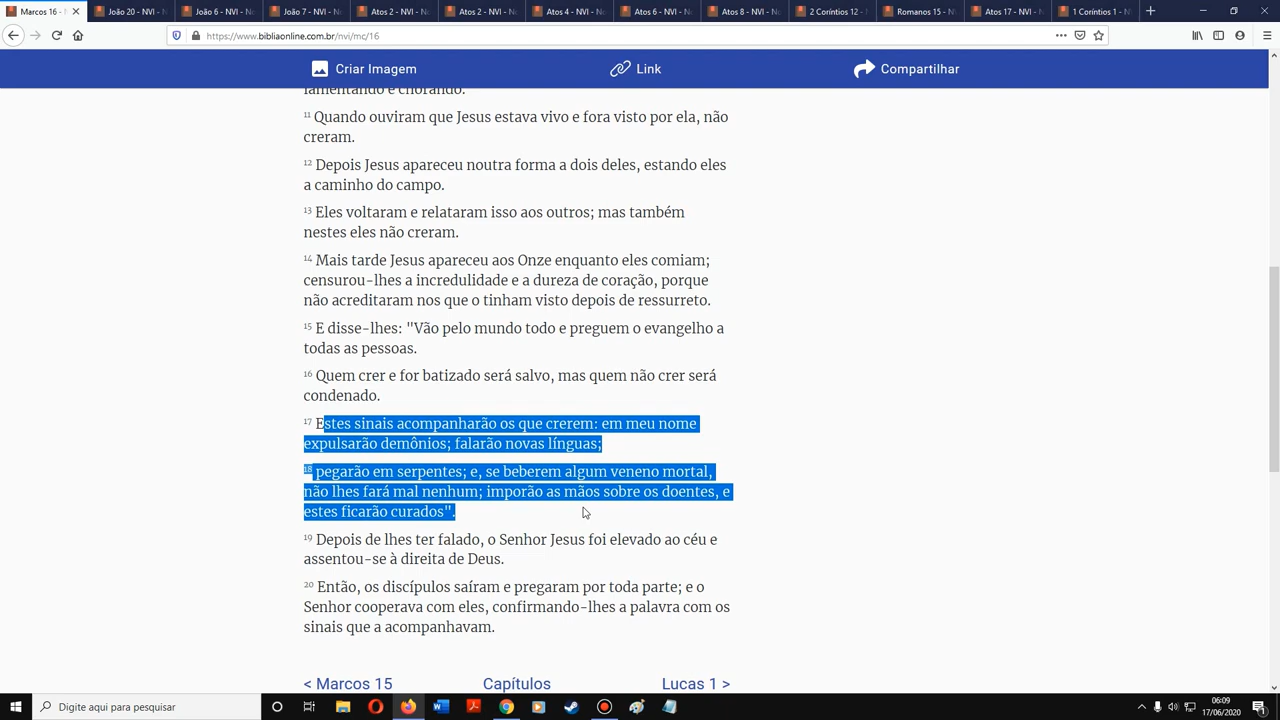 Marcos 16 - NVI
João 20 - NVI - No
João 6 - NVI - No
João 7 - NVI - No
Atos 2 - NVI - No
Atos 2 - NVI - No
Atos 4 - NVI - No
Atos 6 - NVI - No
Atos 8 - NVI - No
2 Coríntios 12 -
Romanos 15 - NV
Atos 17 - NVI - N
1 Coríntios 1 - NV
https://www.bibliaonline.com.br/nvi/mc/16
Criar Imagem
Link
Compartilhar
lamentando e chorando.
11 Quando ouviram que Jesus estava vivo e fora visto por ela, não
creram.
12 Depois Jesus apareceu noutra forma a dois deles, estando eles
a caminho do campo.
13 Eles voltaram e relataram isso aos outros; mas também
nestes eles não creram.
14 Mais tarde Jesus apareceu aos Onze enquanto eles comiam;
censurou-lhes a incredulidade e a dureza de coração, porque
não acreditaram nos que o tinham visto depois de ressurreto.
15 E disse-lhes: "Vão pelo mundo todo e preguem o evangelho a
todas as pessoas.
16 Quem crer e for batizado será salvo, mas quem não crer será
condenado.
17 Estes sinais acompanharão os que crerem: em meu nome
expulsarão demônios; falarão novas línguas;
18 pegarão em serpentes; e, se beberem algum veneno mortal,
não lhes fará mal nenhum; imporão as mãos sobre os doentes, e
estes ficarão curados".
19 Depois de lhes ter falado, o Senhor Jesus foi elevado ao céu e
assentou-se à direita de Deus.
20 Então, os discípulos saíram e pregaram por toda parte; e o
Senhor cooperava com eles, confirmando-lhes a palavra com os
sinais que a acompanhavam.
< Marcos 15
Capítulos
Lucas 1 >
Digite aqui para pesquisar
06:09
17/06/2020